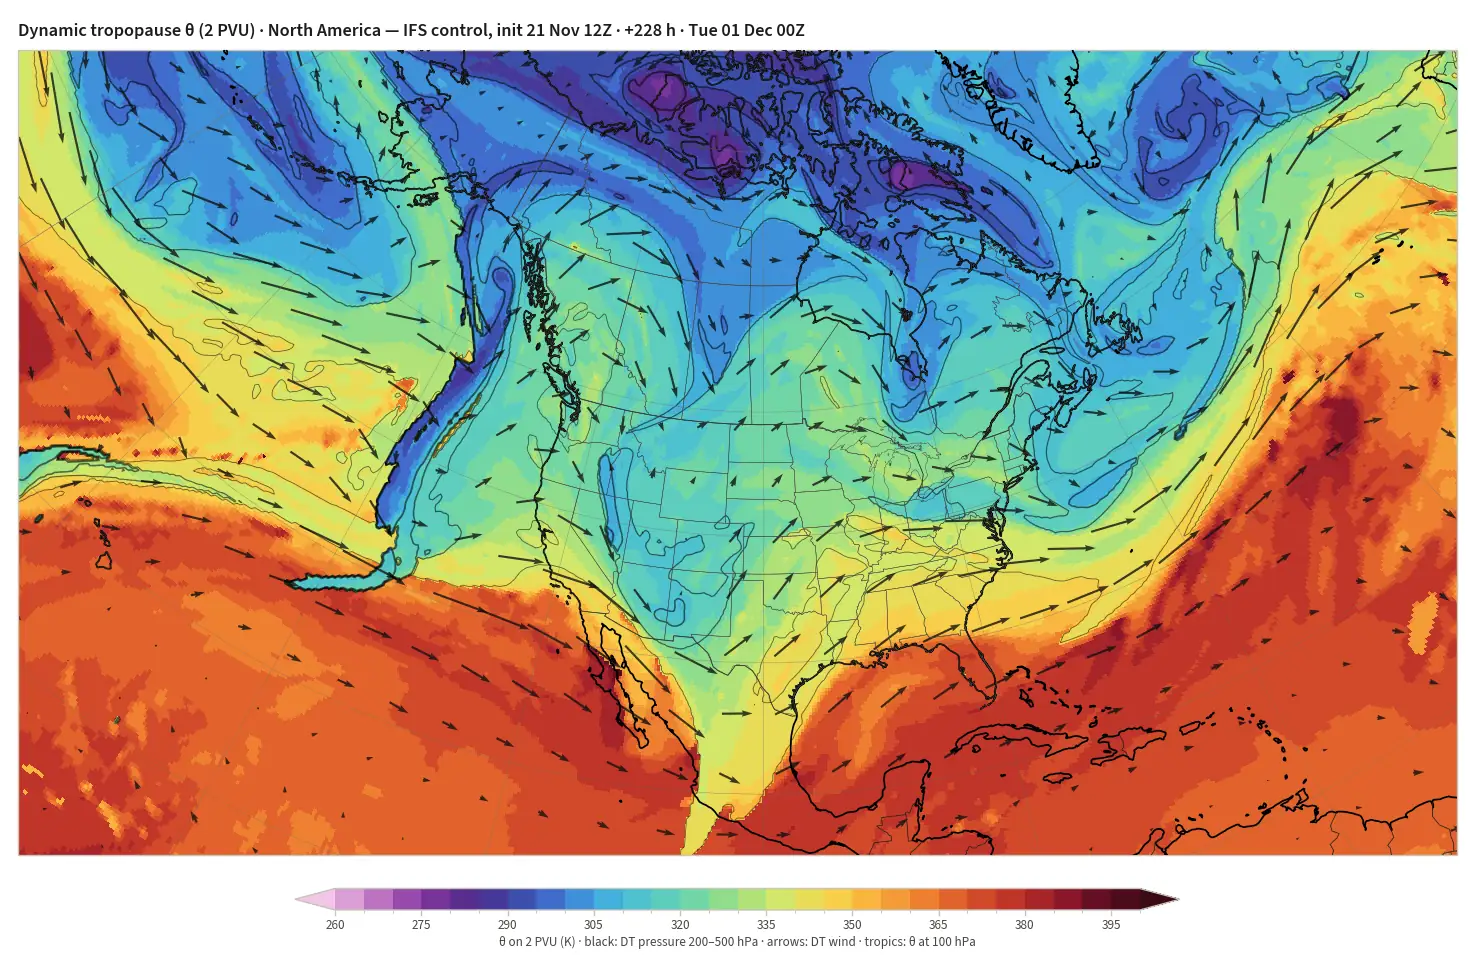 Dynamic tropopause θ (2 PVU) · North America — IFS control, init 21 Nov 12Z · +228 h · Tue 01 Dec 00Z
260 275 290 305 320 335 350 365 380 395
θ on 2 PVU (K) · black: DT pressure 200–500 hPa · arrows: DT wind · tropics: θ at 100 hPa